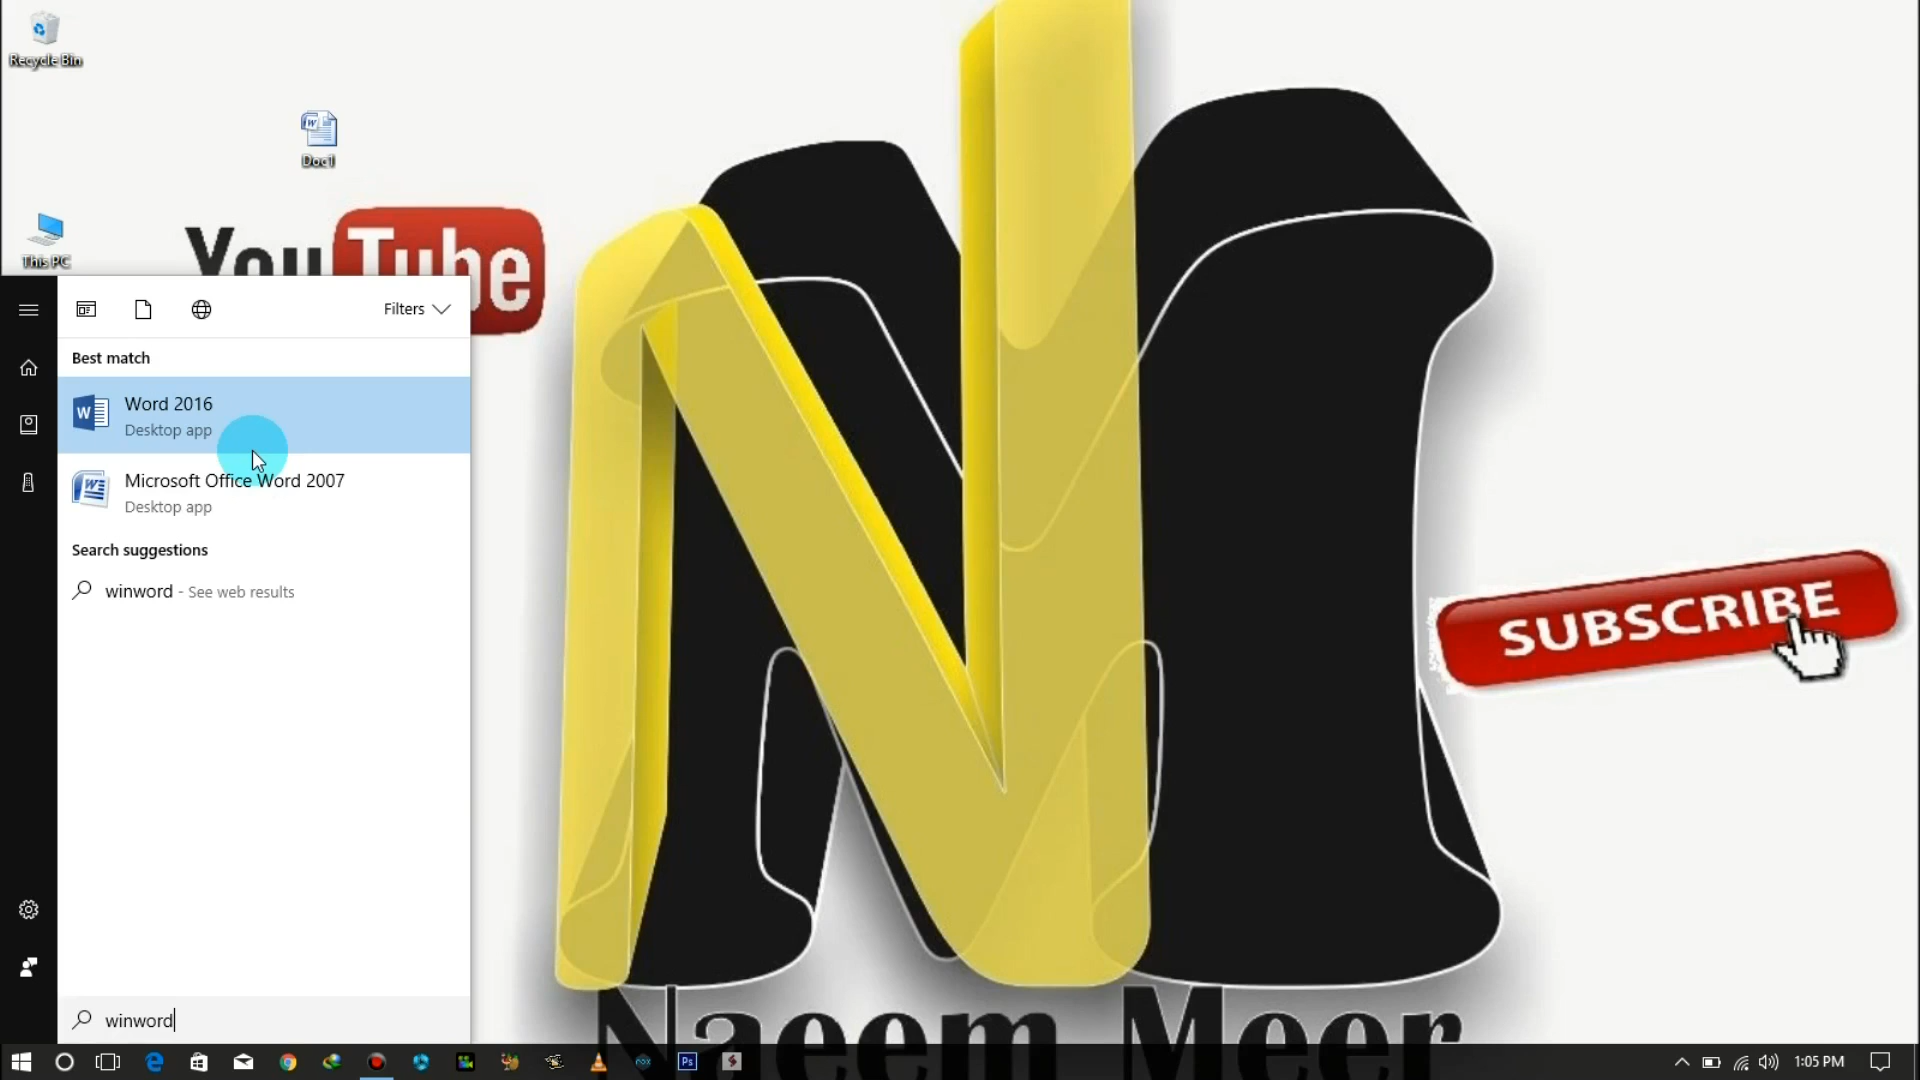 Recycle Bin
Doc1
This PC
YouTube
Filters
Best match
Word 2016
Desktop app
Microsoft Office Word 2007
Desktop app
Search suggestions
winword - See web results
SUBSCRIBE
Naeem Meer
winword
Ps
1:05 PM